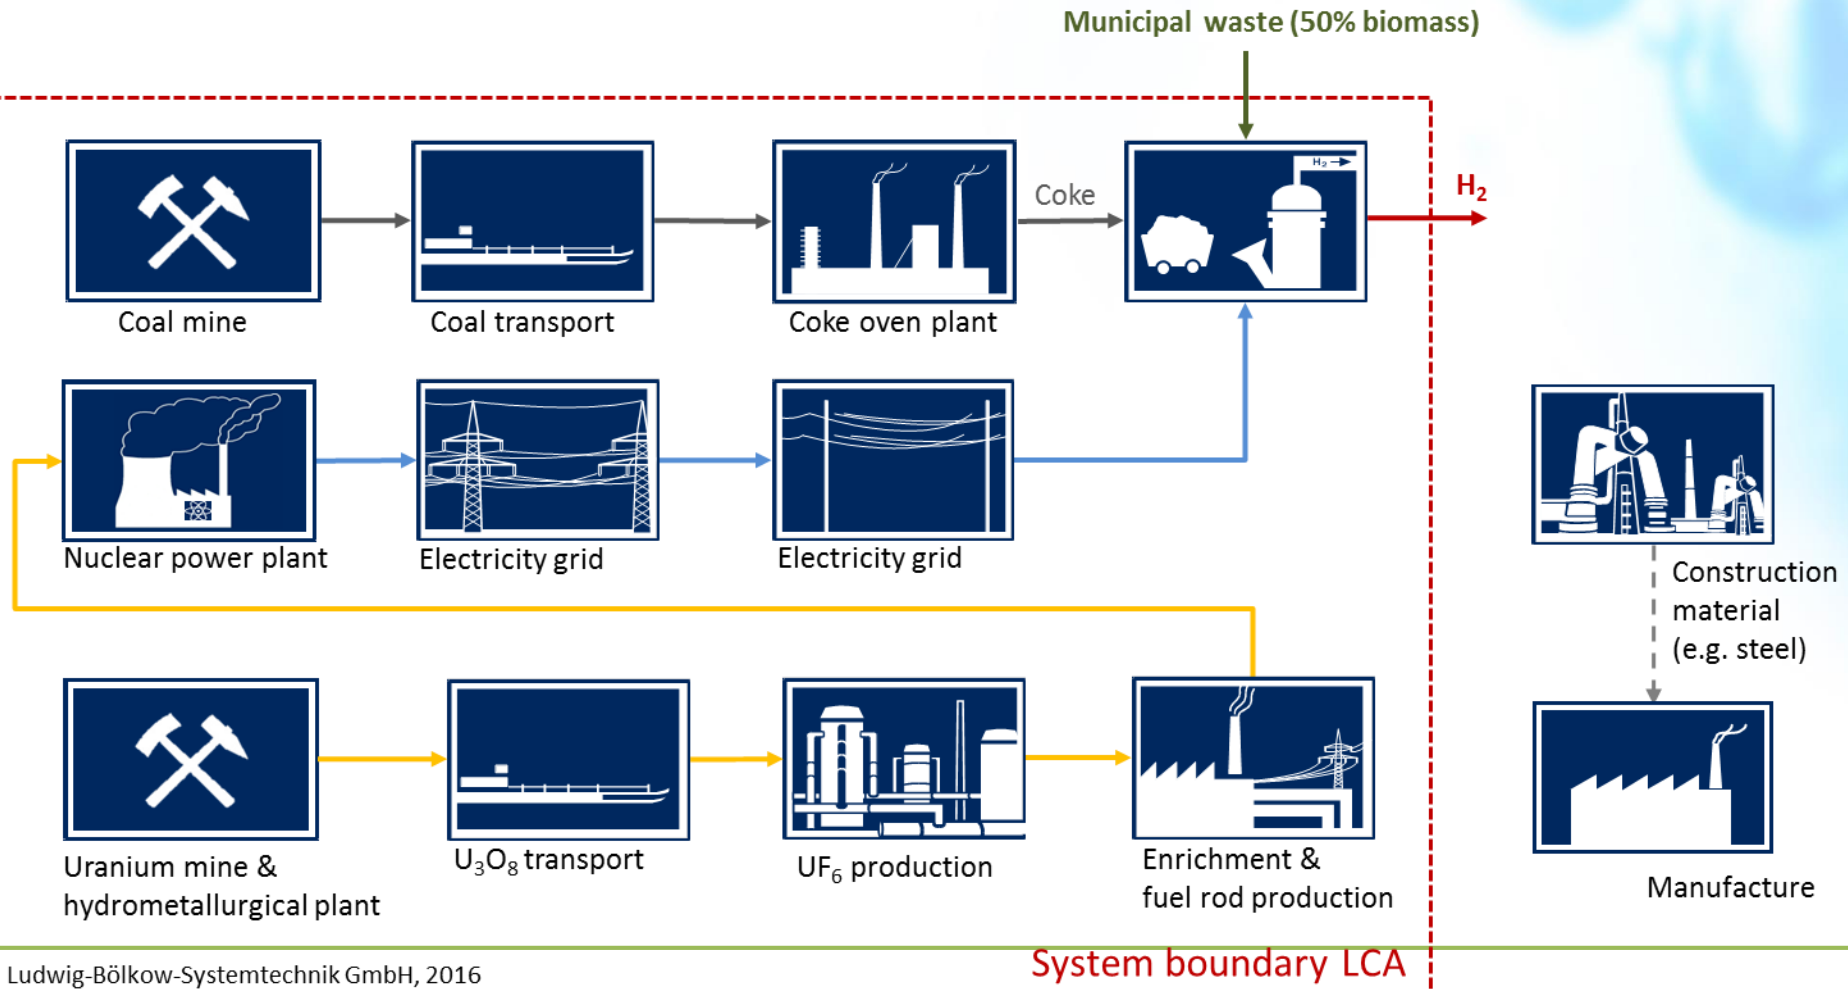 Municipal waste (50% biomass)
H₂
Coke
H₂
Coal mine
Coal transport
Coke oven plant
Nuclear power plant
Electricity grid
Electricity grid
Construction
material
(e.g. steel)
Uranium mine &
hydrometallurgical plant
U₃O₈ transport
UF₆ production
Enrichment &
fuel rod production
Manufacture
System boundary LCA
Ludwig-Bölkow-Systemtechnik GmbH, 2016